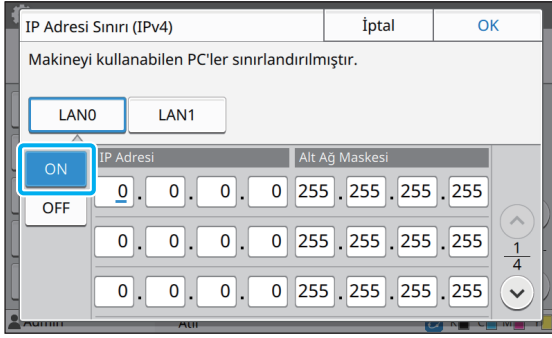 IP Adresi Sınırı (IPv4) İptal OK
Makineyi kullanabilen PC'ler sınırlandırılmıştır.
LAN0 LAN1
IP Adresi Alt Ağ Maskesi
ON
0 . 0 . 0 . 0 255 . 255 . 255 . 255
OFF
0 . 0 . 0 . 0 255 . 255 . 255 . 255
1
4
0 . 0 . 0 . 0 255 . 255 . 255 . 255
Admin